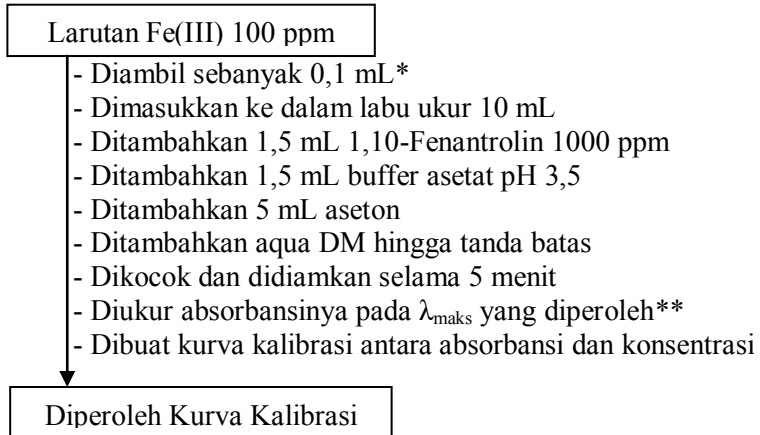 Larutan Fe(III) 100 ppm
- Diambil sebanyak 0,1 mL*
- Dimasukkan ke dalam labu ukur 10 mL
- Ditambahkan 1,5 mL 1,10-Fenantrolin 1000 ppm
- Ditambahkan 1,5 mL buffer asetat pH 3,5
- Ditambahkan 5 mL aseton
- Ditambahkan aqua DM hingga tanda batas
- Dikocok dan didiamkan selama 5 menit
- Diukur absorbansinya pada λmaks yang diperoleh**
- Dibuat kurva kalibrasi antara absorbansi dan konsentrasi
Diperoleh Kurva Kalibrasi